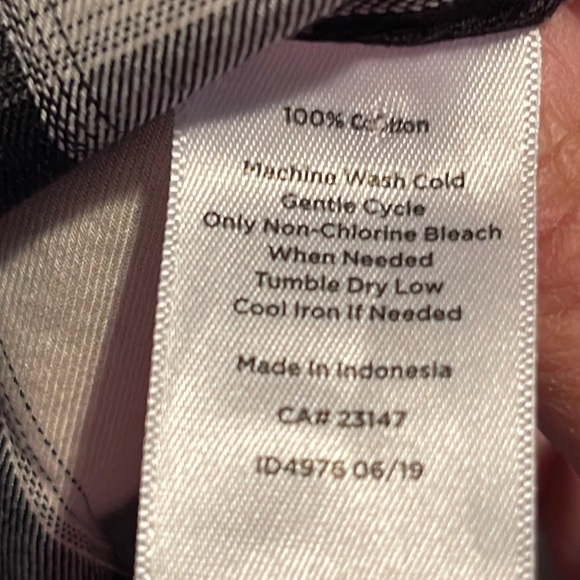 100% Cotton
Machine Wash Cold
Gentle Cycle
Only Non-Chlorine Bleach
When Needed
Tumble Dry Low
Cool Iron If Needed
Made In Indonesia
CA# 23147
ID4976 06/19